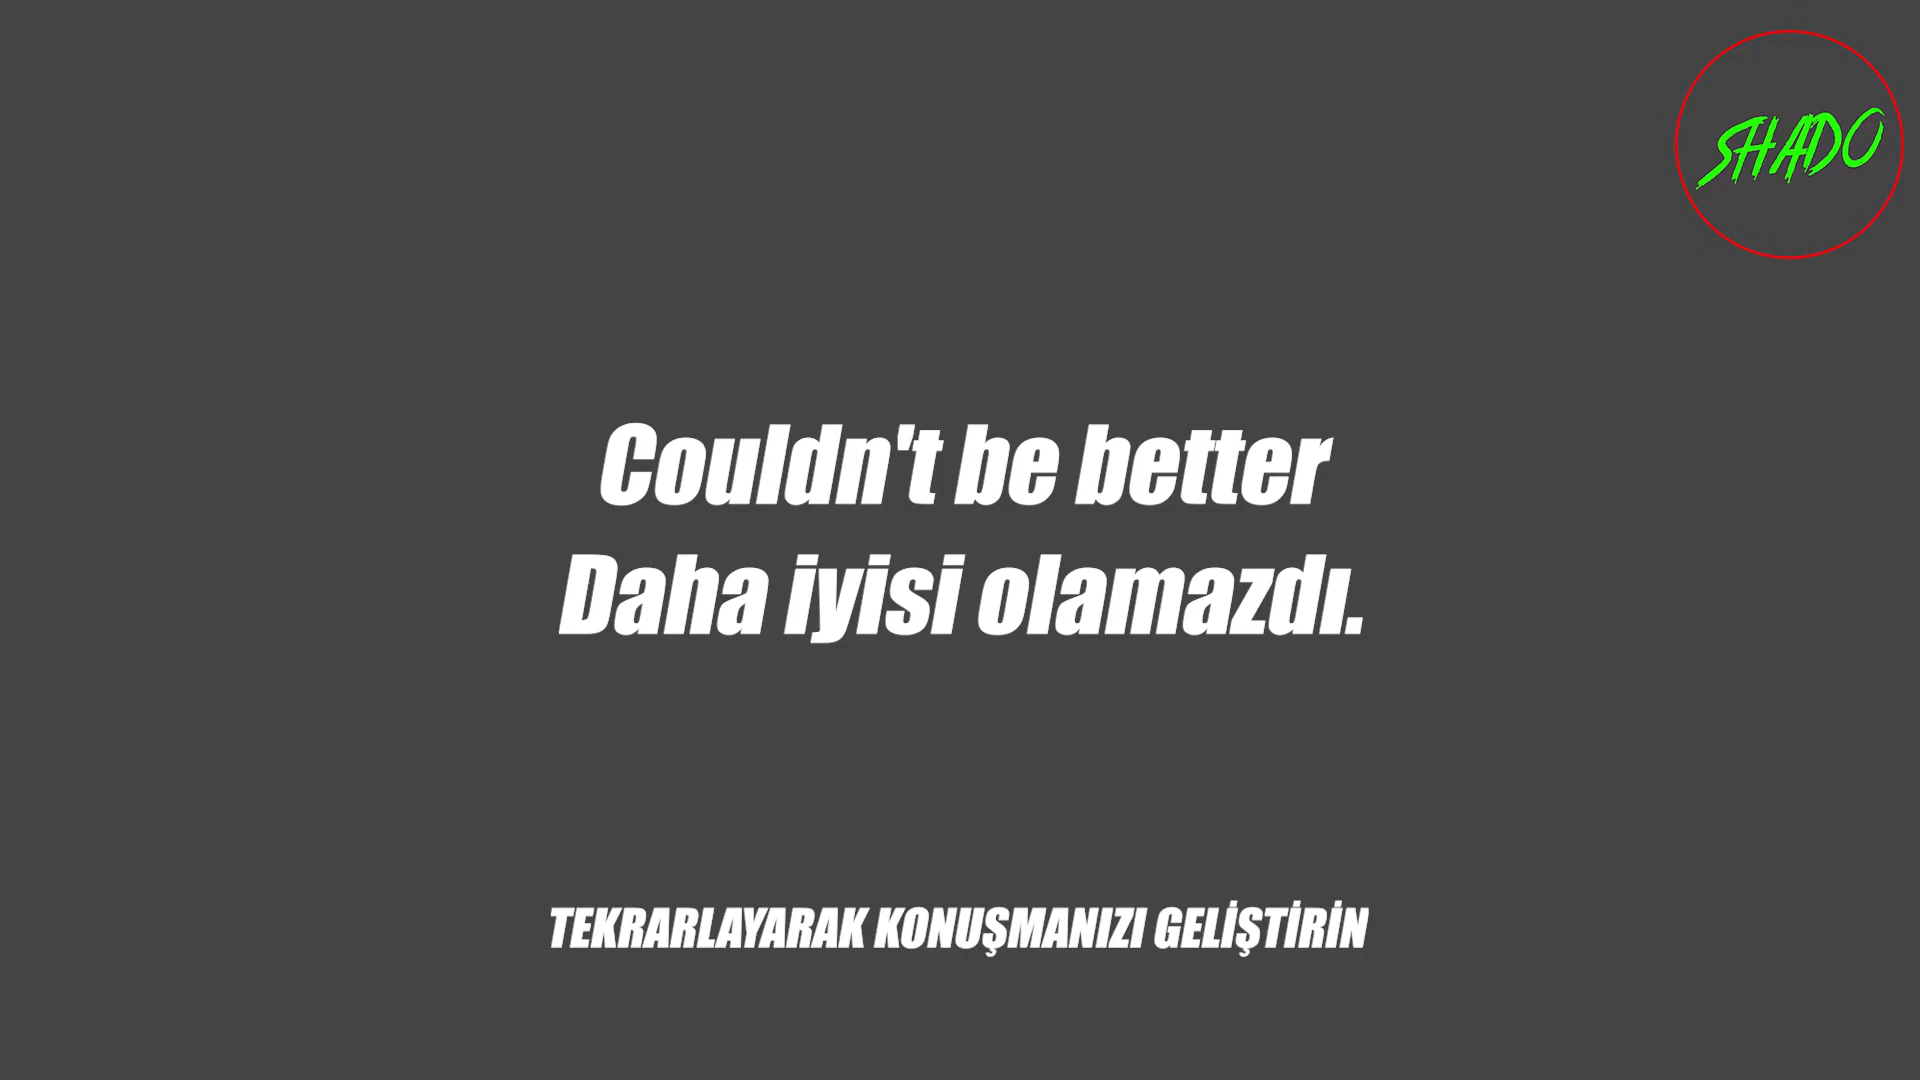 SHADO
Couldn't be better
Daha iyisi olamazdı.
TEKRARLAYARAK KONUŞMANIZI GELİŞTİRİN